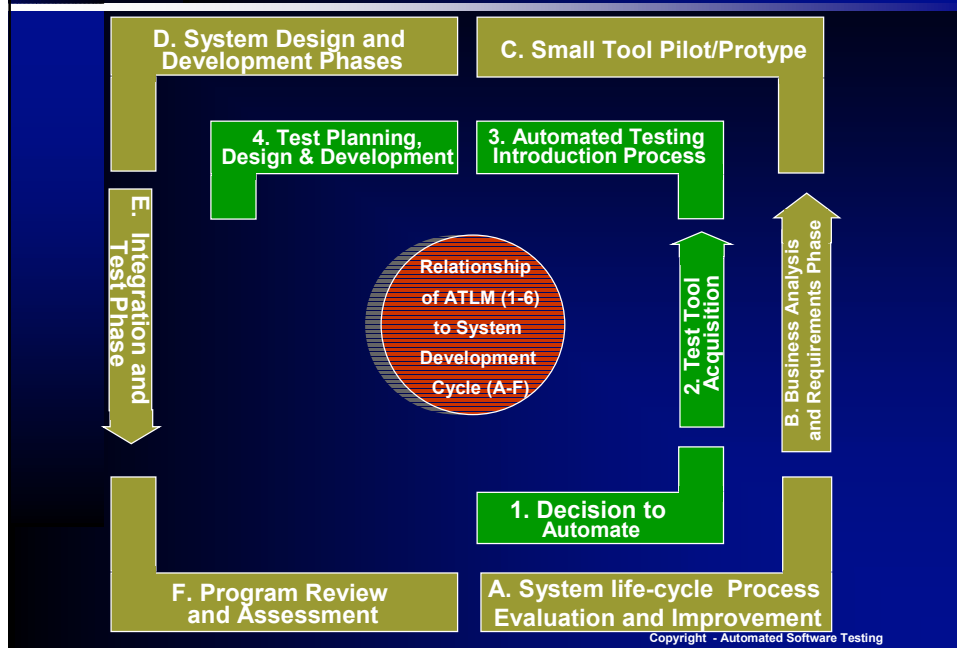 D. System Design and
Development Phases
C. Small Tool Pilot/Protype
4. Test Planning,
Design & Development
3. Automated Testing
Introduction Process
E. Integration and
Test Phase
Relationship
of ATLM (1-6)
to System
Development
Cycle (A-F)
2. Test Tool
Acquisition
B. Business Analysis
and Requirements Phase
1. Decision to
Automate
F. Program Review
and Assessment
A. System life-cycle Process
Evaluation and Improvement
Copyright - Automated Software Testing